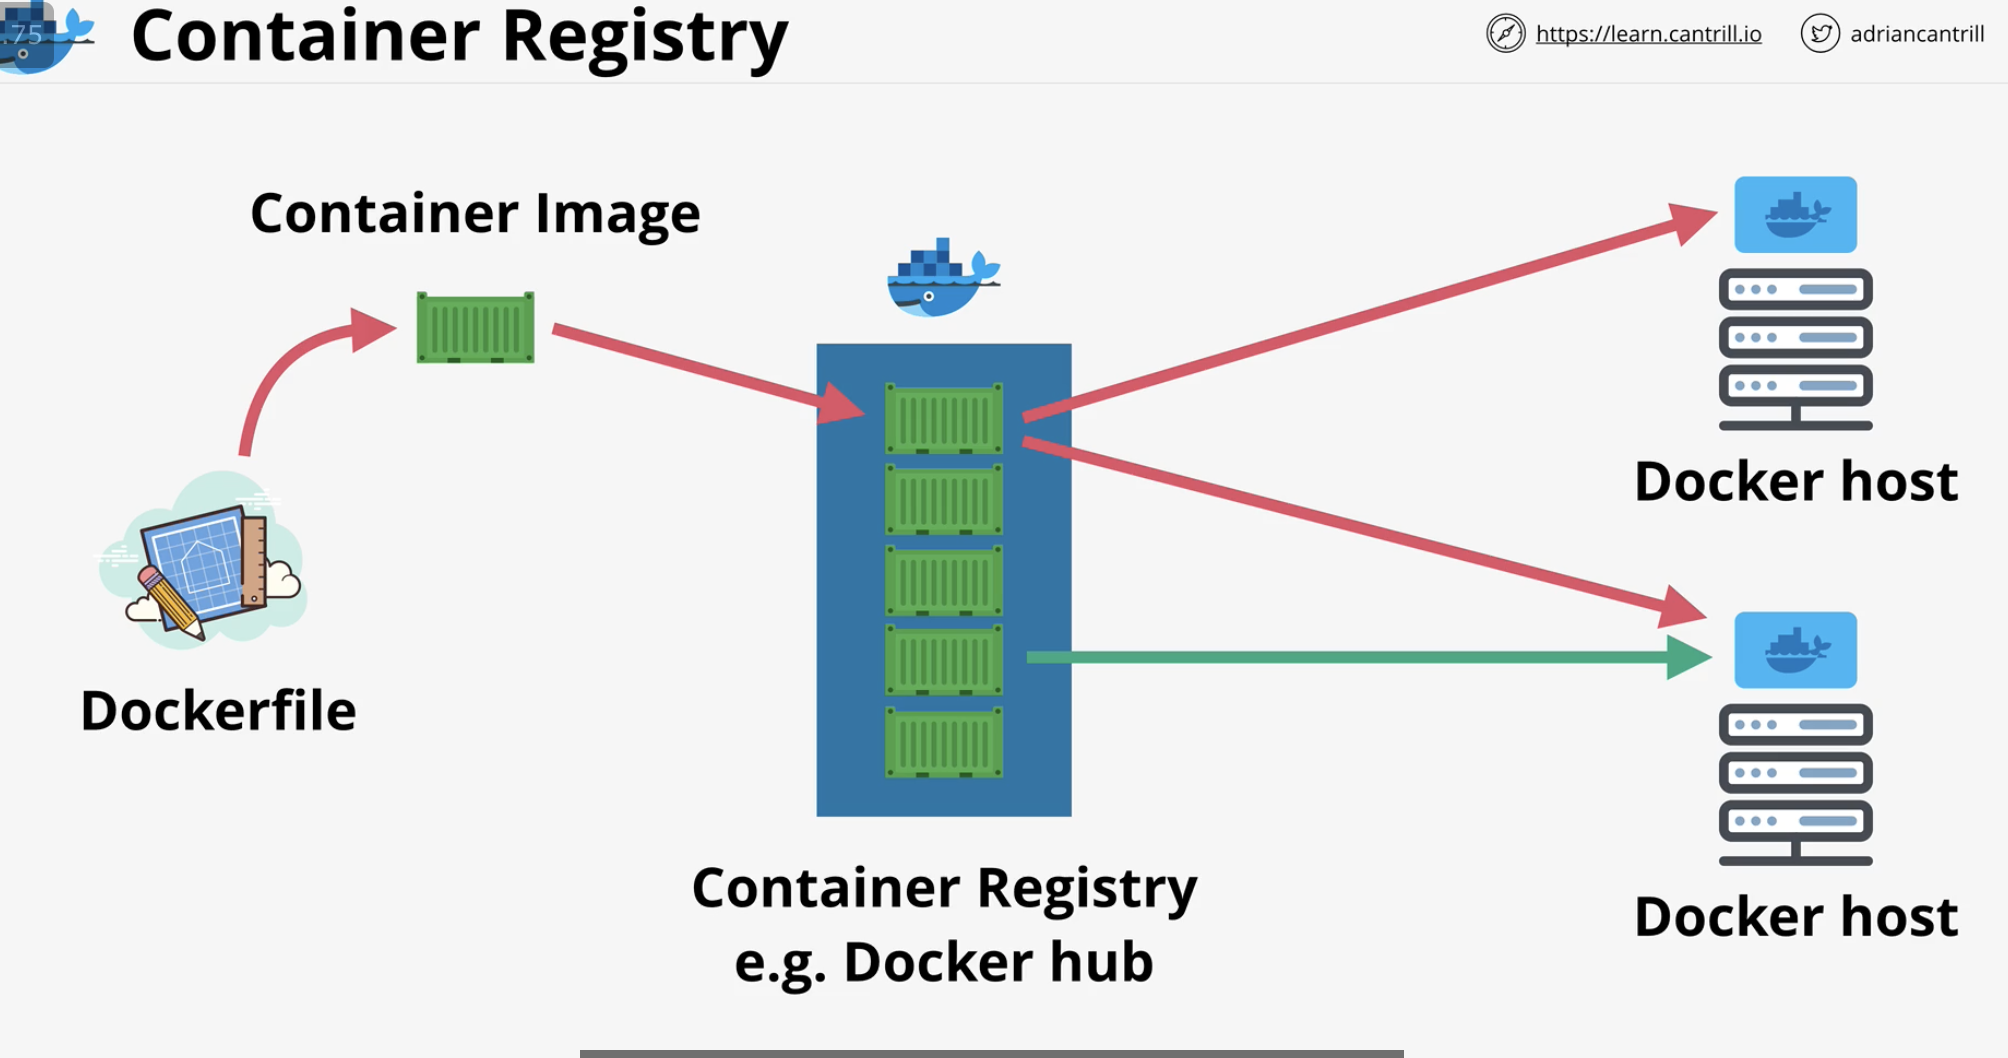 .75
Container Registry
https://learn.cantrill.io
adriancantrill
Container Image
Docker host
Dockerfile
Container Registry
e.g. Docker hub
Docker host